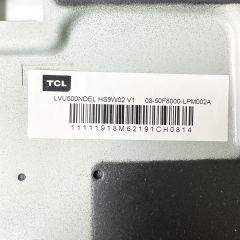 TCL
LVU500NDEL HS9W02 V1 08-50F8000-LPM002A
11111918M62191CH0814